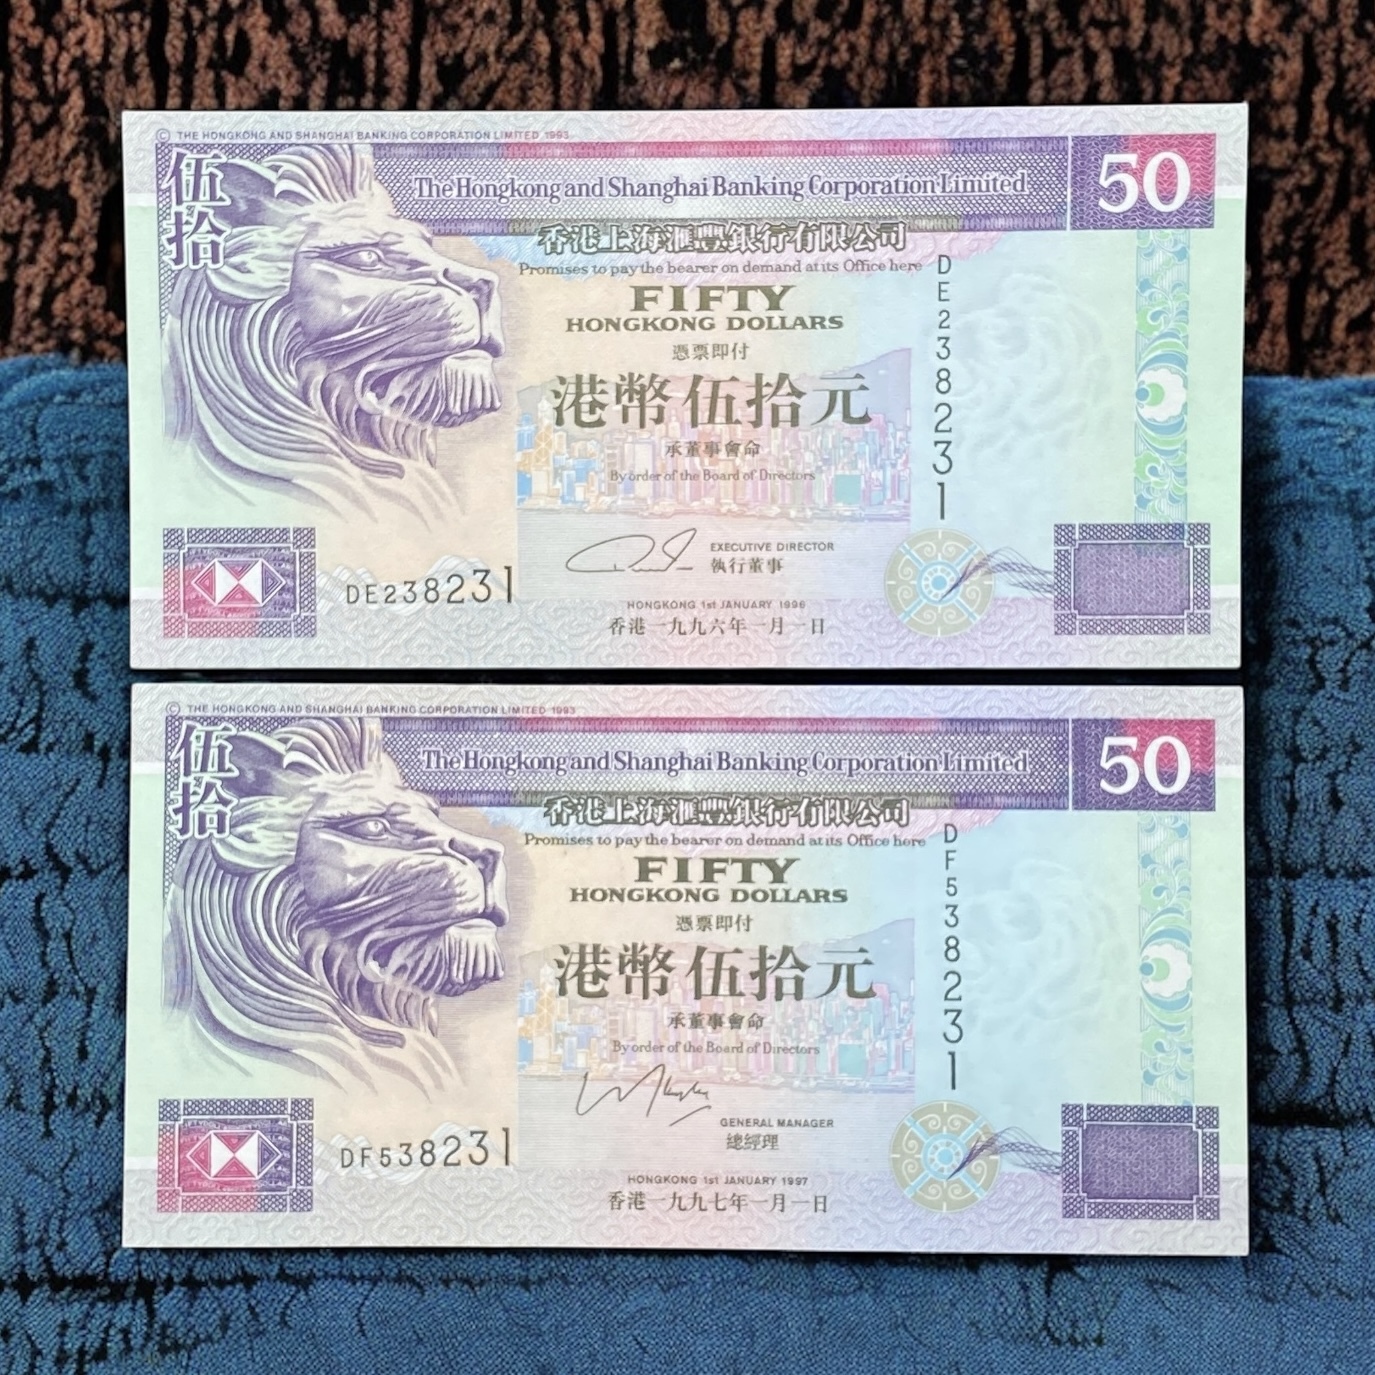 © THE HONGKONG AND SHANGHAI BANKING CORPORATION LIMITED 1993
伍拾
The Hongkong and Shanghai Banking Corporation Limited
50
香港上海滙豐銀行有限公司
Promises to pay the bearer on demand at its Office here
FIFTY
HONGKONG DOLLARS
憑票即付
港幣伍拾元
承董事會命
By order of the Board of Directors
DE238231
EXECUTIVE DIRECTOR
執行董事
DE238231
HONGKONG 1st JANUARY 1996
香港一九九六年一月一日
© THE HONGKONG AND SHANGHAI BANKING CORPORATION LIMITED 1993
伍拾
The Hongkong and Shanghai Banking Corporation Limited
50
香港上海滙豐銀行有限公司
Promises to pay the bearer on demand at its Office here
FIFTY
HONGKONG DOLLARS
憑票即付
港幣伍拾元
承董事會命
By order of the Board of Directors
DF538231
GENERAL MANAGER
總經理
DF538231
HONGKONG 1st JANUARY 1997
香港一九九七年一月一日